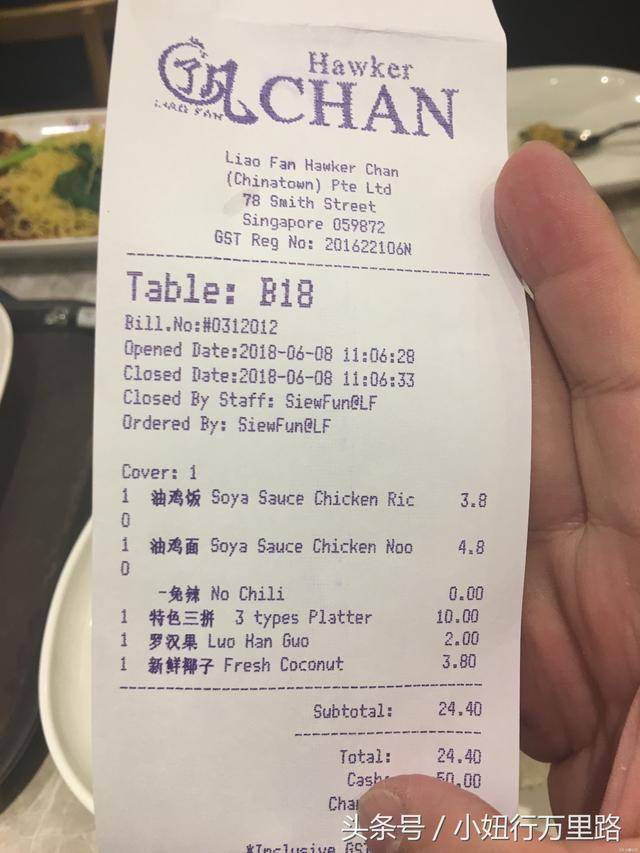 了凡
LIAO FAN
Hawker
CHAN
Liao Fan Hawker Chan
(Chinatown) Pte Ltd
78 Smith Street
Singapore 059872
GST Reg No: 201622106N
Table: B18
Bill.No:#0312012
Opened Date:2018-06-08 11:06:28
Closed Date:2018-06-08 11:06:33
Closed By Staff: SiewFun@LF
Ordered By: SiewFun@LF
Cover: 1
1 油鸡饭 Soya Sauce Chicken Ric 3.8
0
1 油鸡面 Soya Sauce Chicken Noo 4.8
0
-免辣 No Chili 0.00
1 特色三拼 3 types Platter 10.00
1 罗汉果 Luo Han Guo 2.00
1 新鲜椰子 Fresh Coconut 3.80
Subtotal: 24.40
Total: 24.40
Cash: 50.00
*Inclusive GST
头条号 / 小妞行万里路